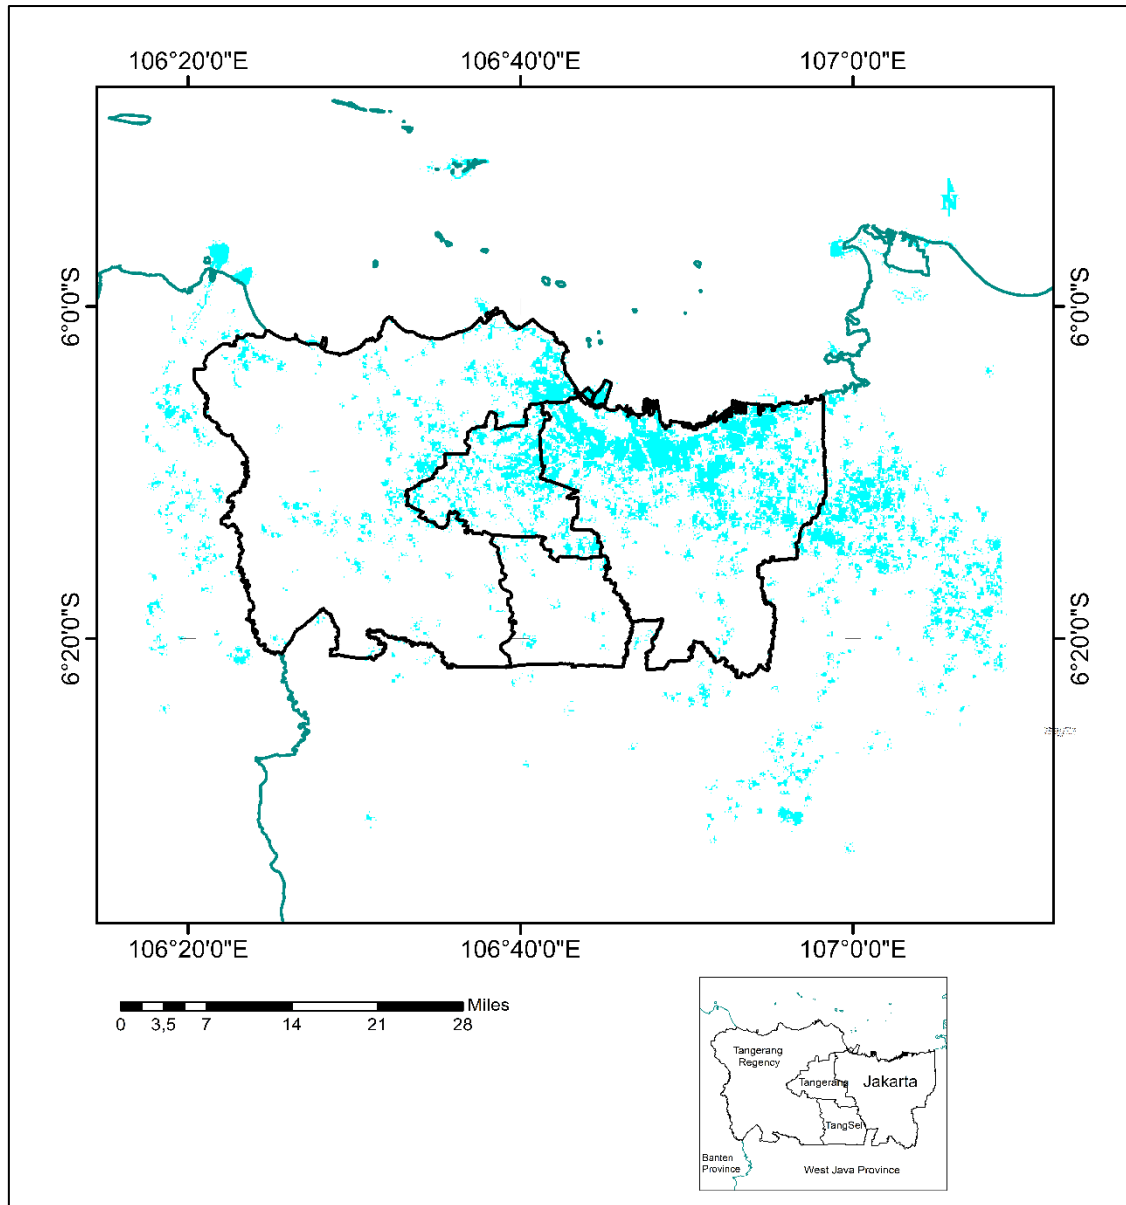 106°20'0"E 106°40'0"E 107°0'0"E
N
6°0'0"S 6°0'0"S
6°20'0"S 6°20'0"S
106°20'0"E 106°40'0"E 107°0'0"E
Miles
0 3,5 7 14 21 28
Tangerang
Regency
Tangerang
Jakarta
TangSel
Banten
Province
West Java Province